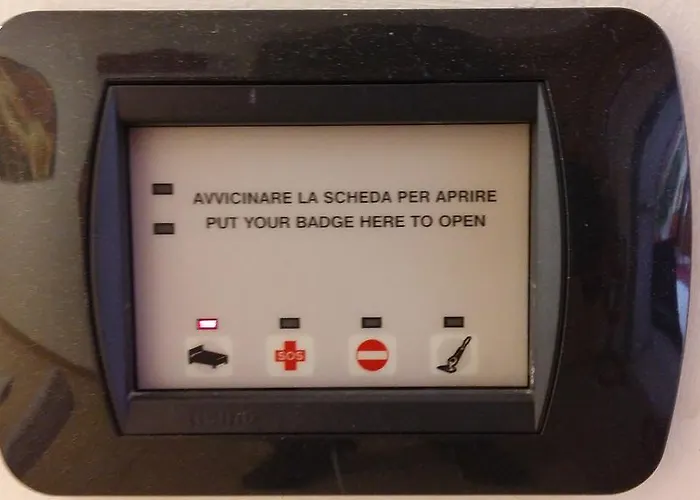 AVVICINARE LA SCHEDA PER APRIRE
PUT YOUR BADGE HERE TO OPEN
SOS